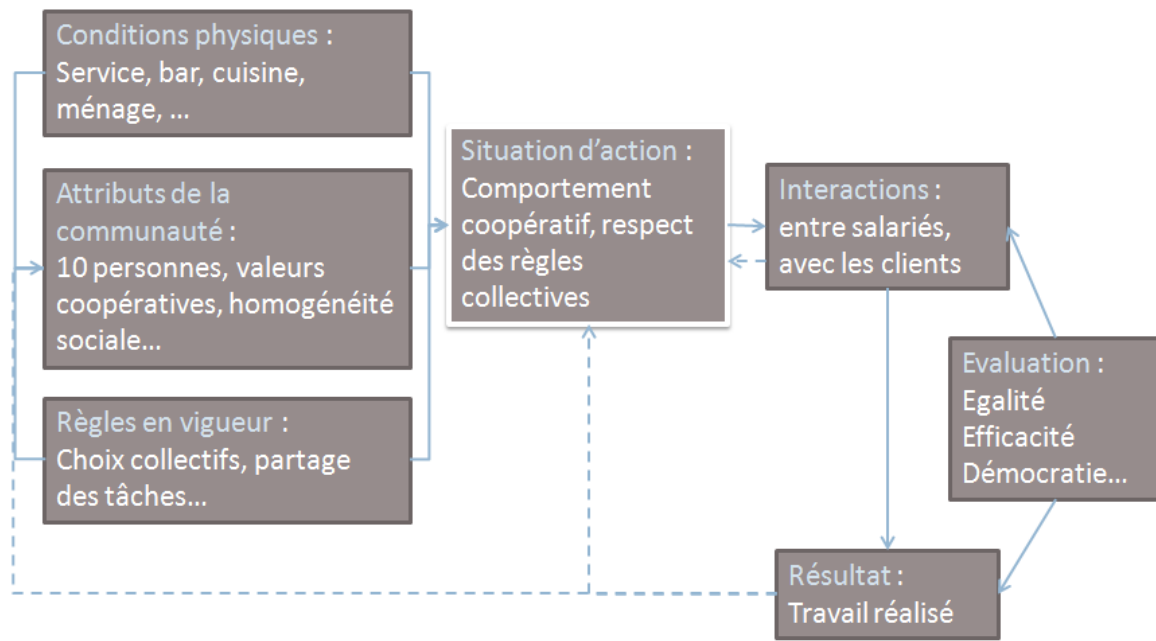 Conditions physiques :
Service, bar, cuisine,
ménage, ...
Attributs de la
communauté :
10 personnes, valeurs
coopératives, homogénéité
sociale...
Règles en vigueur :
Choix collectifs, partage
des tâches...
Situation d'action :
Comportement
coopératif, respect
des règles
collectives
Interactions :
entre salariés,
avec les clients
Evaluation :
Egalité
Efficacité
Démocratie...
Résultat :
Travail réalisé